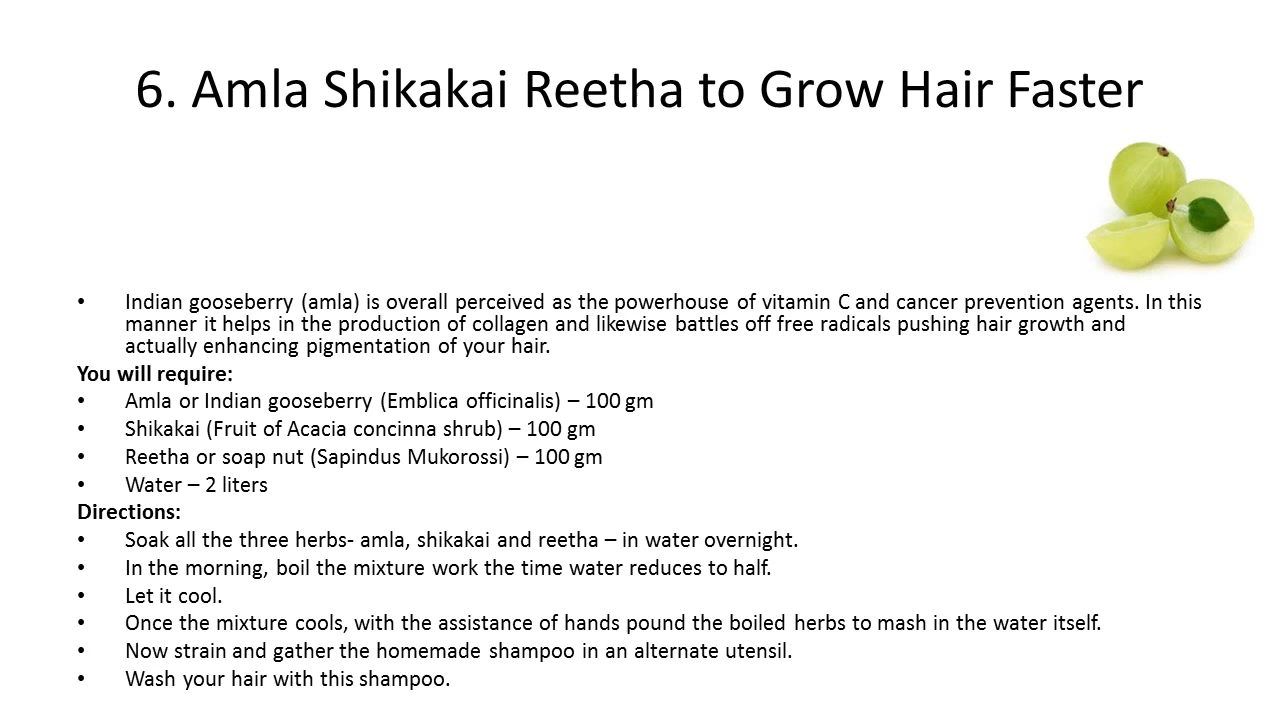 6. Amla Shikakai Reetha to Grow Hair Faster
• Indian gooseberry (amla) is overall perceived as the powerhouse of vitamin C and cancer prevention agents. In this
manner it helps in the production of collagen and likewise battles off free radicals pushing hair growth and
actually enhancing pigmentation of your hair.
You will require:
• Amla or Indian gooseberry (Emblica officinalis) – 100 gm
• Shikakai (Fruit of Acacia concinna shrub) – 100 gm
• Reetha or soap nut (Sapindus Mukorossi) – 100 gm
• Water – 2 liters
Directions:
• Soak all the three herbs- amla, shikakai and reetha – in water overnight.
• In the morning, boil the mixture work the time water reduces to half.
• Let it cool.
• Once the mixture cools, with the assistance of hands pound the boiled herbs to mash in the water itself.
• Now strain and gather the homemade shampoo in an alternate utensil.
• Wash your hair with this shampoo.